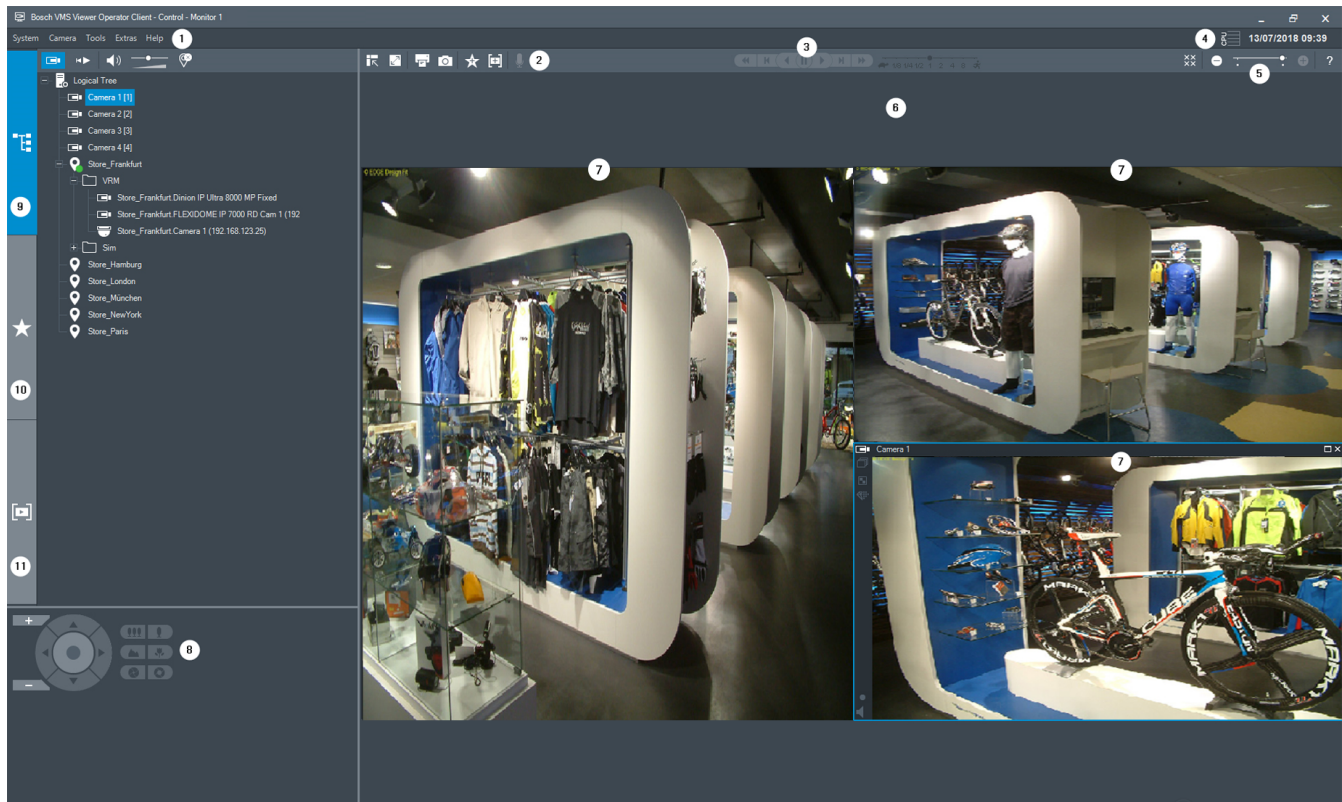 Bosch VMS Viewer Operator Client - Control - Monitor 1
System Camera Tools Extras Help 1
4 13/07/2018 09:39
2
3
5
?
6
Logical Tree
Camera 1 [1]
Camera 2 [2]
Camera 3 [3]
Camera 4 [4]
Store_Frankfurt
VRM
Store_Frankfurt.Dinion IP Ultra 8000 MP Fixed
Store_Frankfurt.FLEXIDOME IP 7000 RD Cam 1 (192
Store_Frankfurt.Camera 1 (192.168.123.25)
Sim
Store_Hamburg
Store_London
Store_München
Store_NewYork
Store_Paris
9
10
11
8
© EDGE Design Fit
7
7
Camera 1
7
CUBE